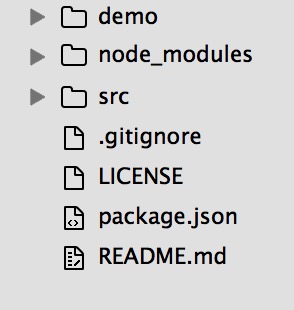 demo
node_modules
src
.gitignore
LICENSE
package.json
README.md